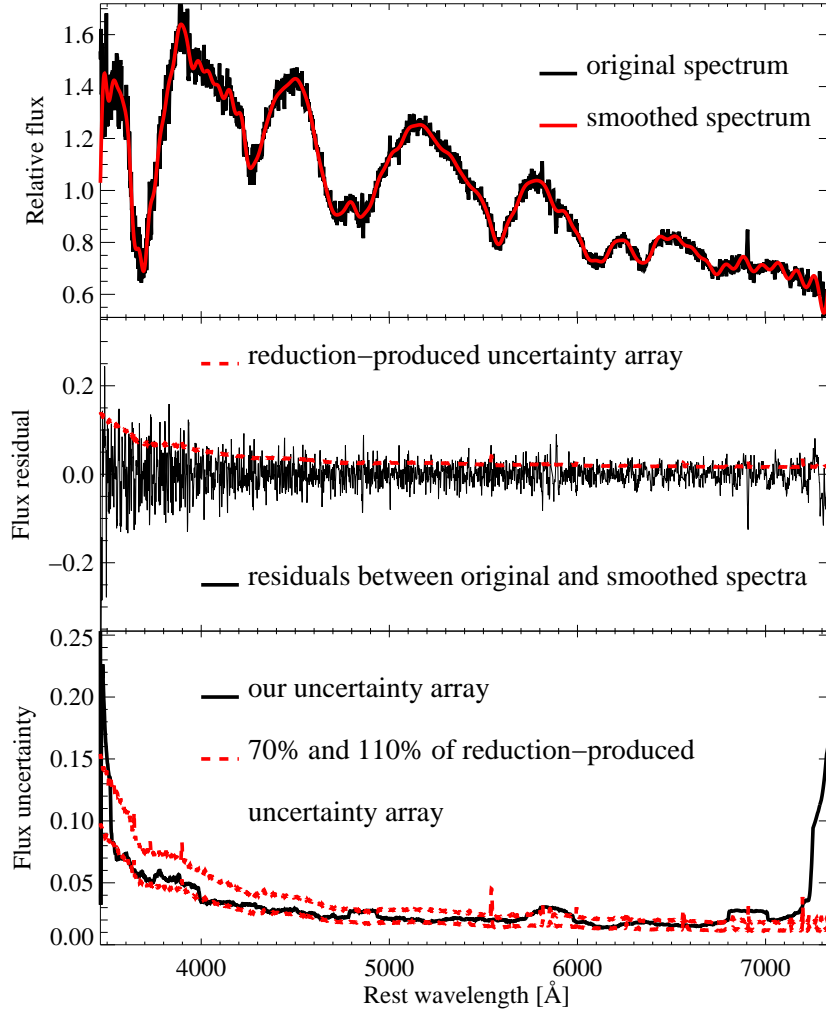 1.6
1.4
1.2
1.0
0.8
0.6
Relative flux
original spectrum
smoothed spectrum
0.2
0.0
−0.2
Flux residual
reduction−produced uncertainty array
residuals between original and smoothed spectra
0.25
0.20
0.15
0.10
0.05
0.00
Flux uncertainty
our uncertainty array
70% and 110% of reduction−produced
uncertainty array
4000 5000 6000 7000
Rest wavelength [Å]